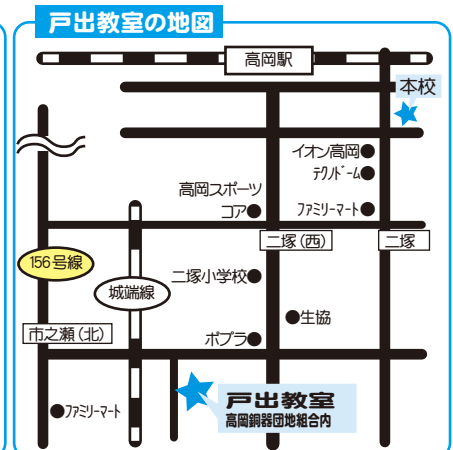 戸出教室の地図
高岡駅
本校
イオン高岡
テクノドーム
高岡スポーツ
コア
ファミリーマート
二塚(西)
二塚
156号線
城端線
二塚小学校
生協
市之瀬(北)
ポプラ
ファミリーマート
戸出教室
高岡銅器団地組合内